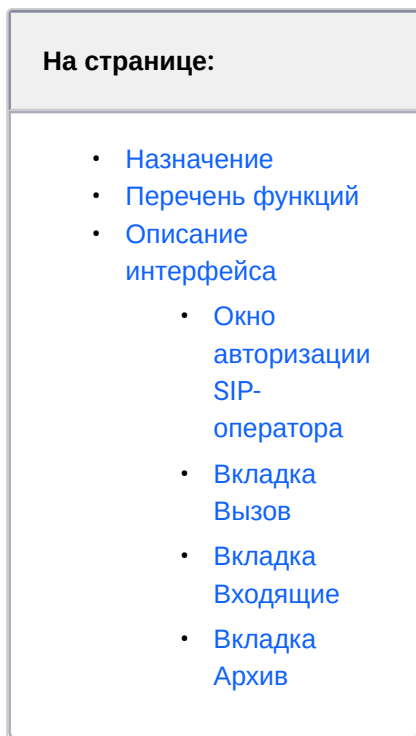 На странице:
• Назначение
• Перечень функций
• Описание
интерфейса
• Окно
авторизации
SIP-
оператора
• Вкладка
Вызов
• Вкладка
Входящие
• Вкладка
Архив